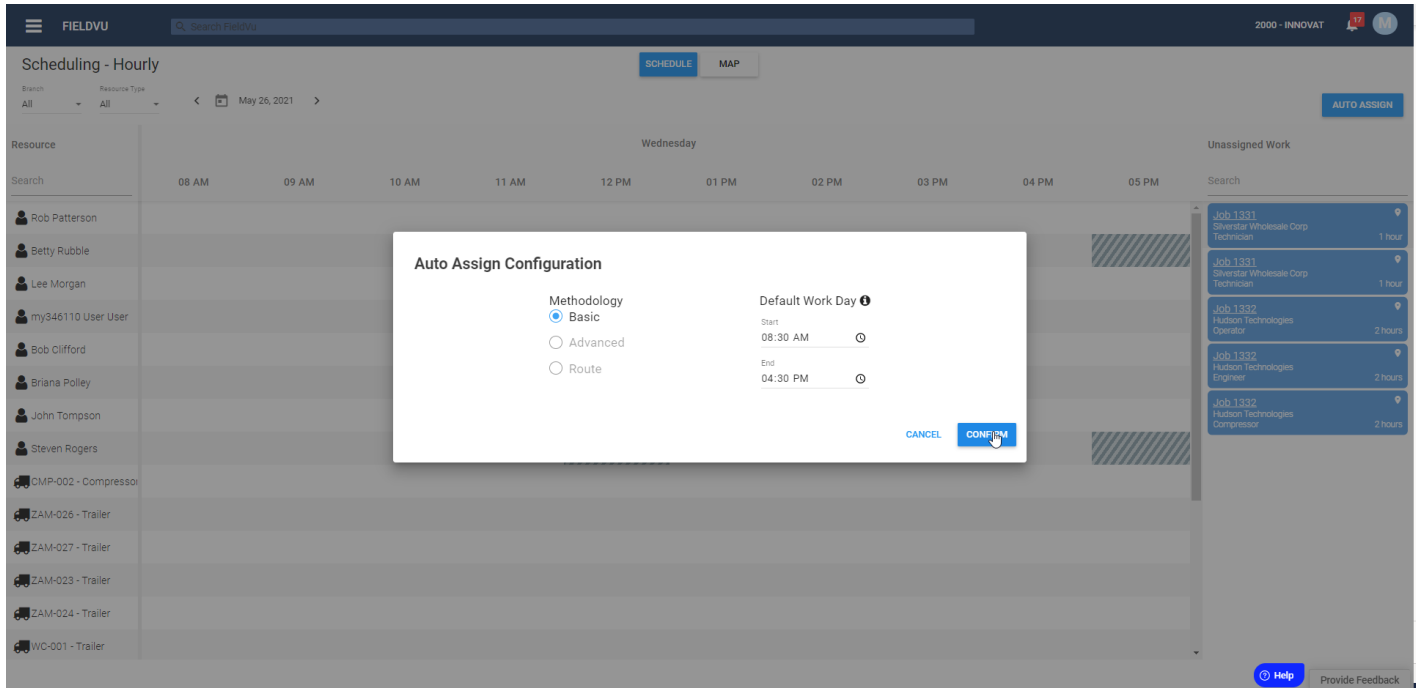 FIELDVU
Search Fieldvu
2000 - INNOVAT
17
M
Scheduling - Hourly
SCHEDULE
MAP
Branch
Resource Type
All
All
May 26, 2021
AUTO ASSIGN
Resource
Wednesday
Unassigned Work
Search
08 AM
09 AM
10 AM
11 AM
12 PM
01 PM
02 PM
03 PM
04 PM
05 PM
Search
Rob Patterson
Betty Rubble
Lee Morgan
my346110 User User
Bob Clifford
Briana Polley
John Tompson
Steven Rogers
CMP-002 - Compressor
ZAM-026 - Trailer
ZAM-027 - Trailer
ZAM-023 - Trailer
ZAM-024 - Trailer
WC-001 - Trailer
Auto Assign Configuration
Methodology
Basic
Advanced
Route
Default Work Day
Start
08:30 AM
End
04:30 PM
CANCEL
CONFIRM
Job 1331
Silverstar Wholesale Corp
Technician
1 hour
Job 1331
Silverstar Wholesale Corp
Technician
1 hour
Job 1332
Hudson Technologies
Operator
2 hours
Job 1332
Hudson Technologies
Engineer
2 hours
Job 1332
Hudson Technologies
Compressor
2 hours
Help
Provide Feedback